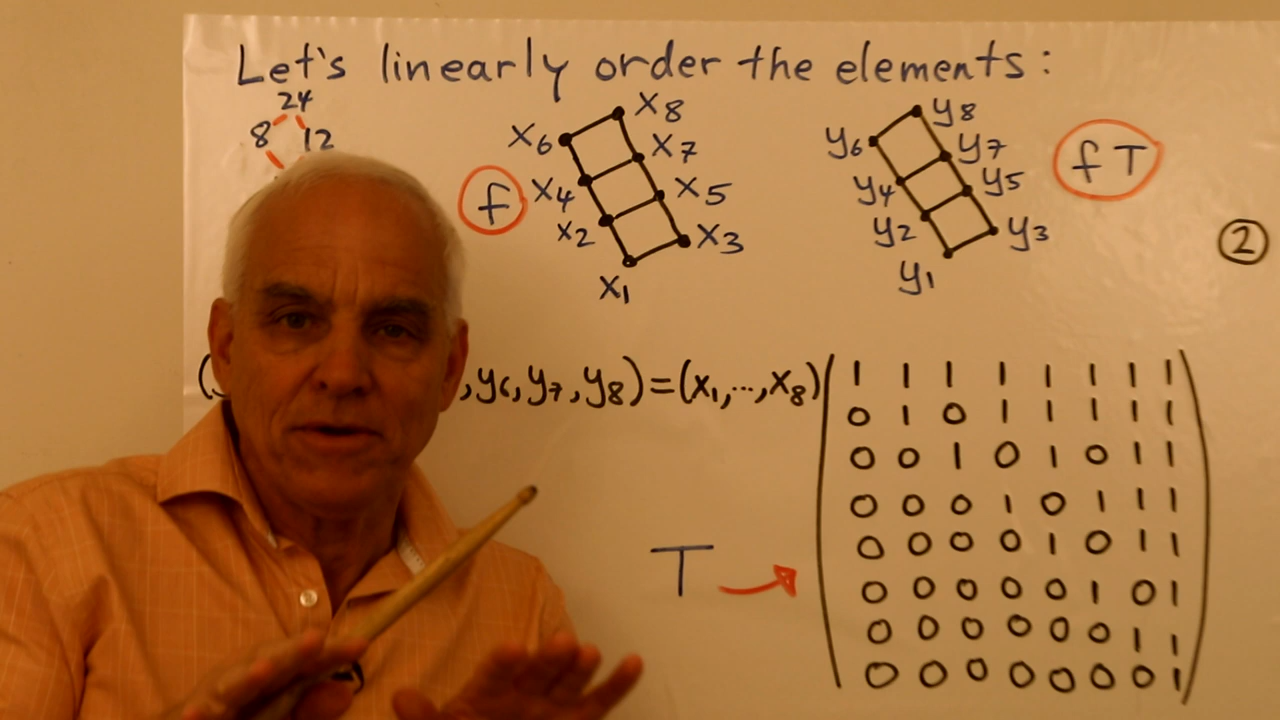 Let's linearly order the elements:
24
8 12
x8
x6 x7
f x4 x5
x2 x3
x1
y8
y6 y7
y4 y5
y2 y3
y1
f T
2
( ,y6,y7,y8)=(x1,...,x8)
1 1 1 1 1 1 1 1
0 1 0 1 1 1 1 1
0 0 1 0 1 0 1 1
0 0 0 1 0 1 1 1
0 0 0 0 1 0 1 1
0 0 0 0 0 1 0 1
0 0 0 0 0 0 1 1
0 0 0 0 0 0 0 1
T →